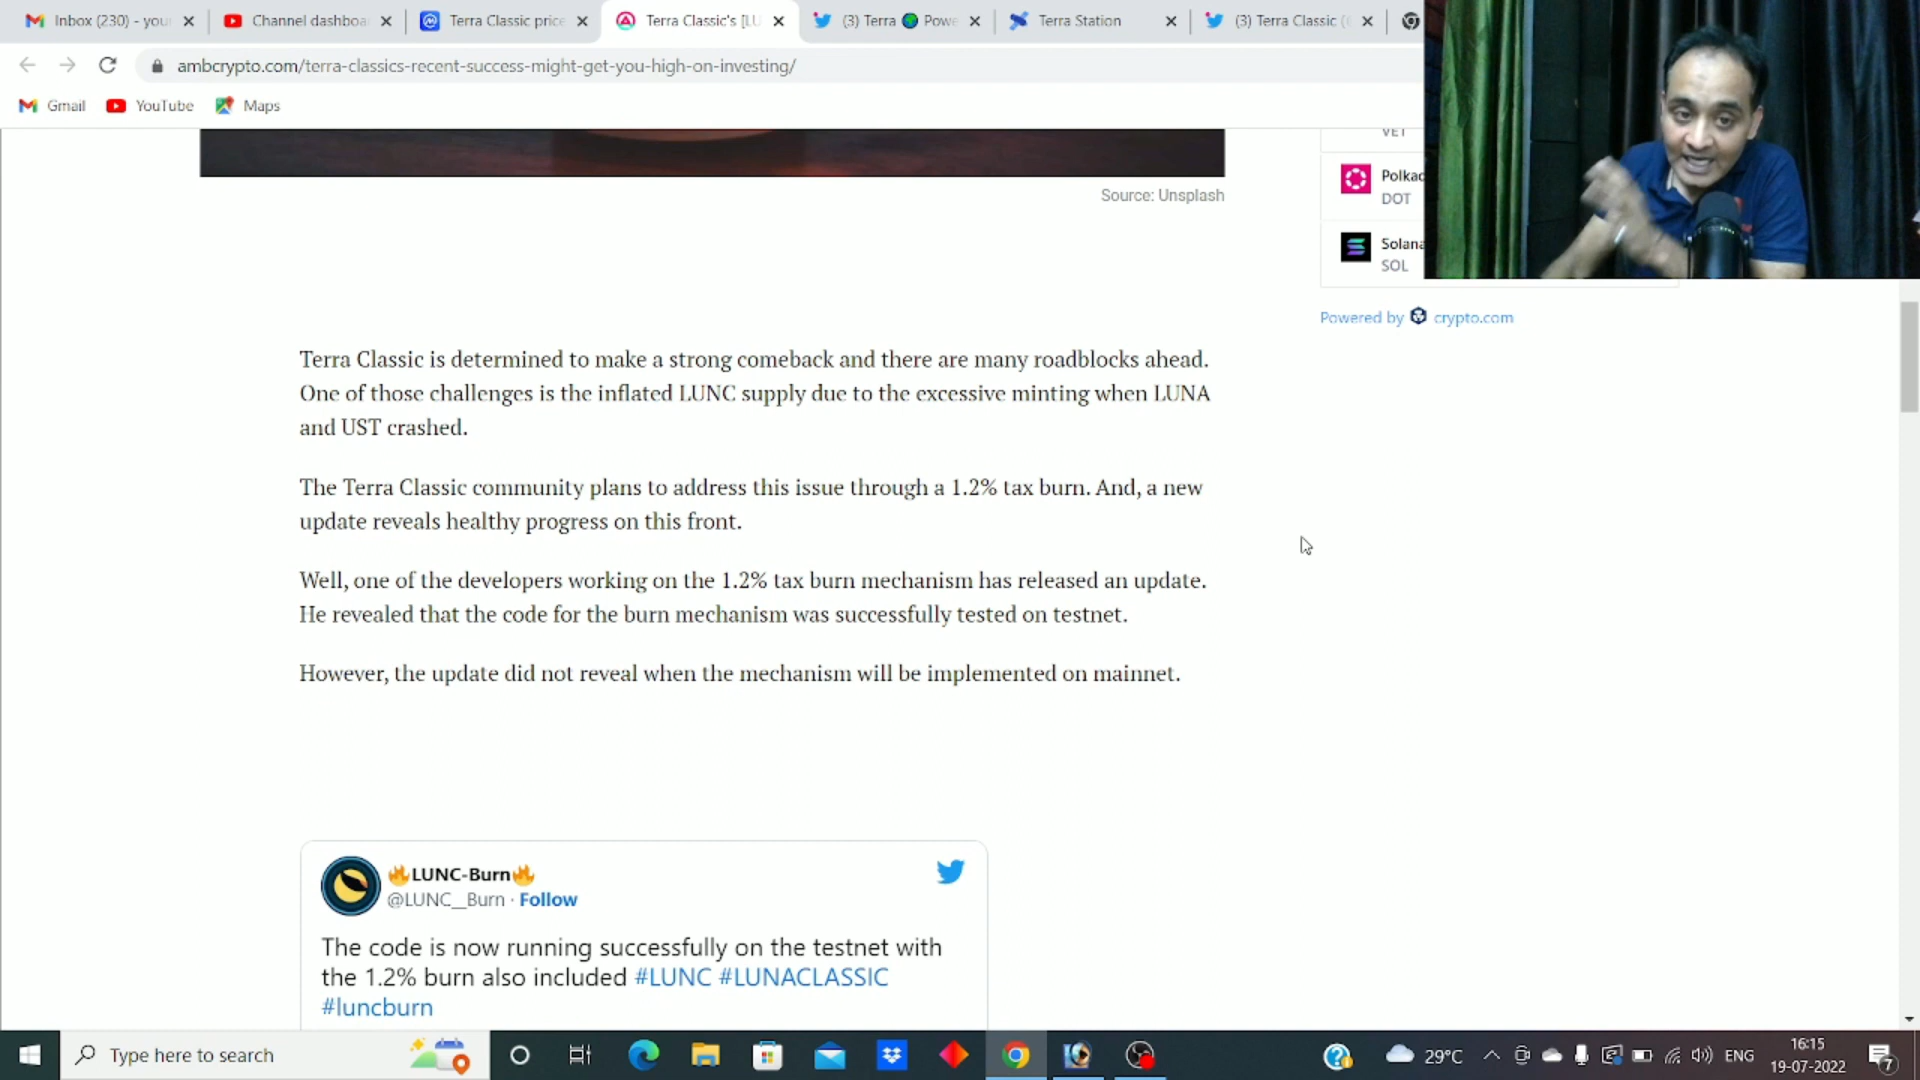 Inbox (230) - you
Channel dashboa
Terra Classic price
Terra Classic's [LU
(3) Terra 🌍 Powe
Terra Station
(3) Terra Classic (
ambcrypto.com/terra-classics-recent-success-might-get-you-high-on-investing/
Gmail
YouTube
Maps
VET
Polkad
DOT
Solana
SOL
Source: Unsplash
Powered by crypto.com
Terra Classic is determined to make a strong comeback and there are many roadblocks ahead.
One of those challenges is the inflated LUNC supply due to the excessive minting when LUNA
and UST crashed.
The Terra Classic community plans to address this issue through a 1.2% tax burn. And, a new
update reveals healthy progress on this front.
Well, one of the developers working on the 1.2% tax burn mechanism has released an update.
He revealed that the code for the burn mechanism was successfully tested on testnet.
However, the update did not reveal when the mechanism will be implemented on mainnet.
🔥LUNC-Burn🔥
@LUNC__Burn · Follow
The code is now running successfully on the testnet with
the 1.2% burn also included #LUNC #LUNACLASSIC
#luncburn
Type here to search
29°C
ENG
16:15
19-07-2022
7